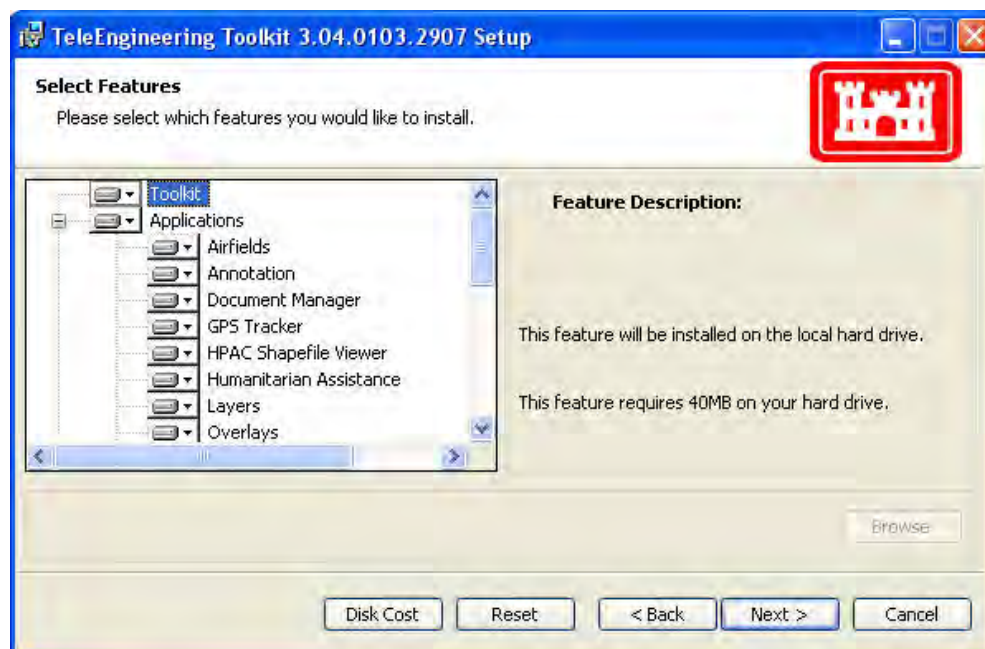 TeleEngineering Toolkit 3.04.0103.2907 Setup
Select Features
Please select which features you would like to install.
Toolkit
Applications
Airfields
Annotation
Document Manager
GPS Tracker
HPAC Shapefile Viewer
Humanitarian Assistance
Layers
Overlays
Feature Description:
This feature will be installed on the local hard drive.
This feature requires 40MB on your hard drive.
Browse
Disk Cost
Reset
< Back
Next >
Cancel